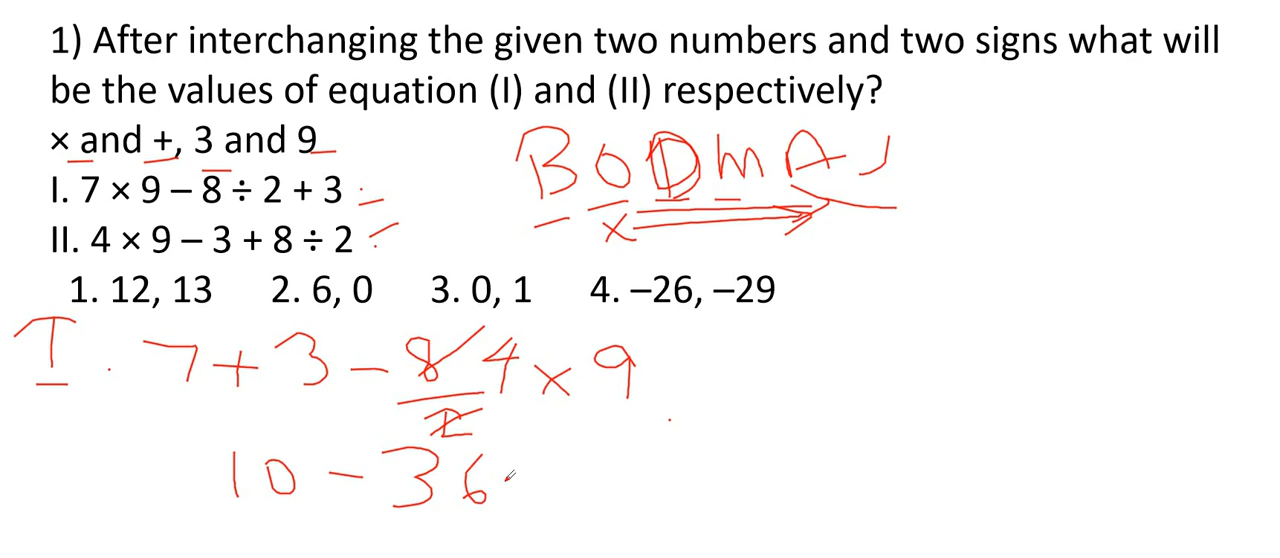 1) After interchanging the given two numbers and two signs what will
be the values of equation (I) and (II) respectively?
× and +, 3 and 9
BODMAS
I. 7 × 9 – 8 ÷ 2 + 3
II. 4 × 9 – 3 + 8 ÷ 2
1. 12, 13 2. 6, 0 3. 0, 1 4. –26, –29
I. 7 + 3 – 8/2 4 × 9
10 – 36